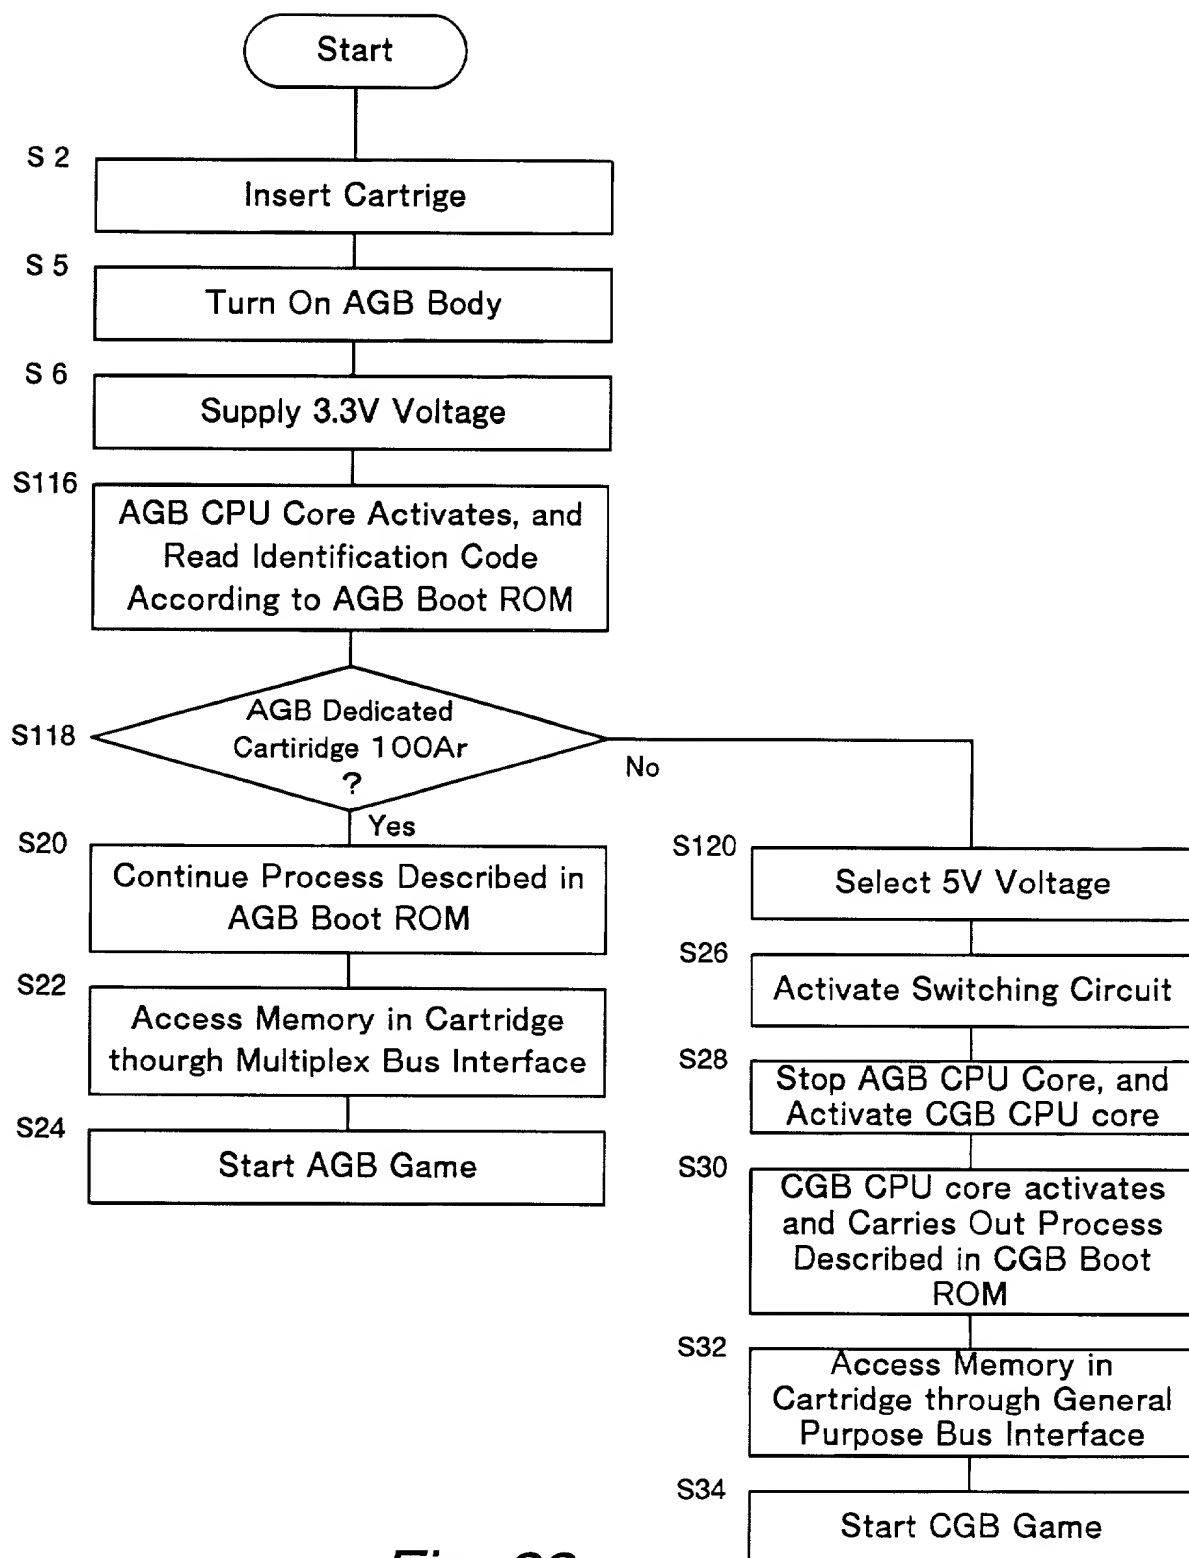 Start
S 2
Insert Cartrige
S 5
Turn On AGB Body
S 6
Supply 3.3V Voltage
S116
AGB CPU Core Activates, and
Read Identification Code
According to AGB Boot ROM
S118
AGB Dedicated
Cartiridge 100Ar
?
No
Yes
S20
Continue Process Described in
AGB Boot ROM
S22
Access Memory in Cartridge
thourgh Multiplex Bus Interface
S24
Start AGB Game
S120
Select 5V Voltage
S26
Activate Switching Circuit
S28
Stop AGB CPU Core, and
Activate CGB CPU core
S30
CGB CPU core activates
and Carries Out Process
Described in CGB Boot
ROM
S32
Access Memory in
Cartridge through General
Purpose Bus Interface
S34
Start CGB Game